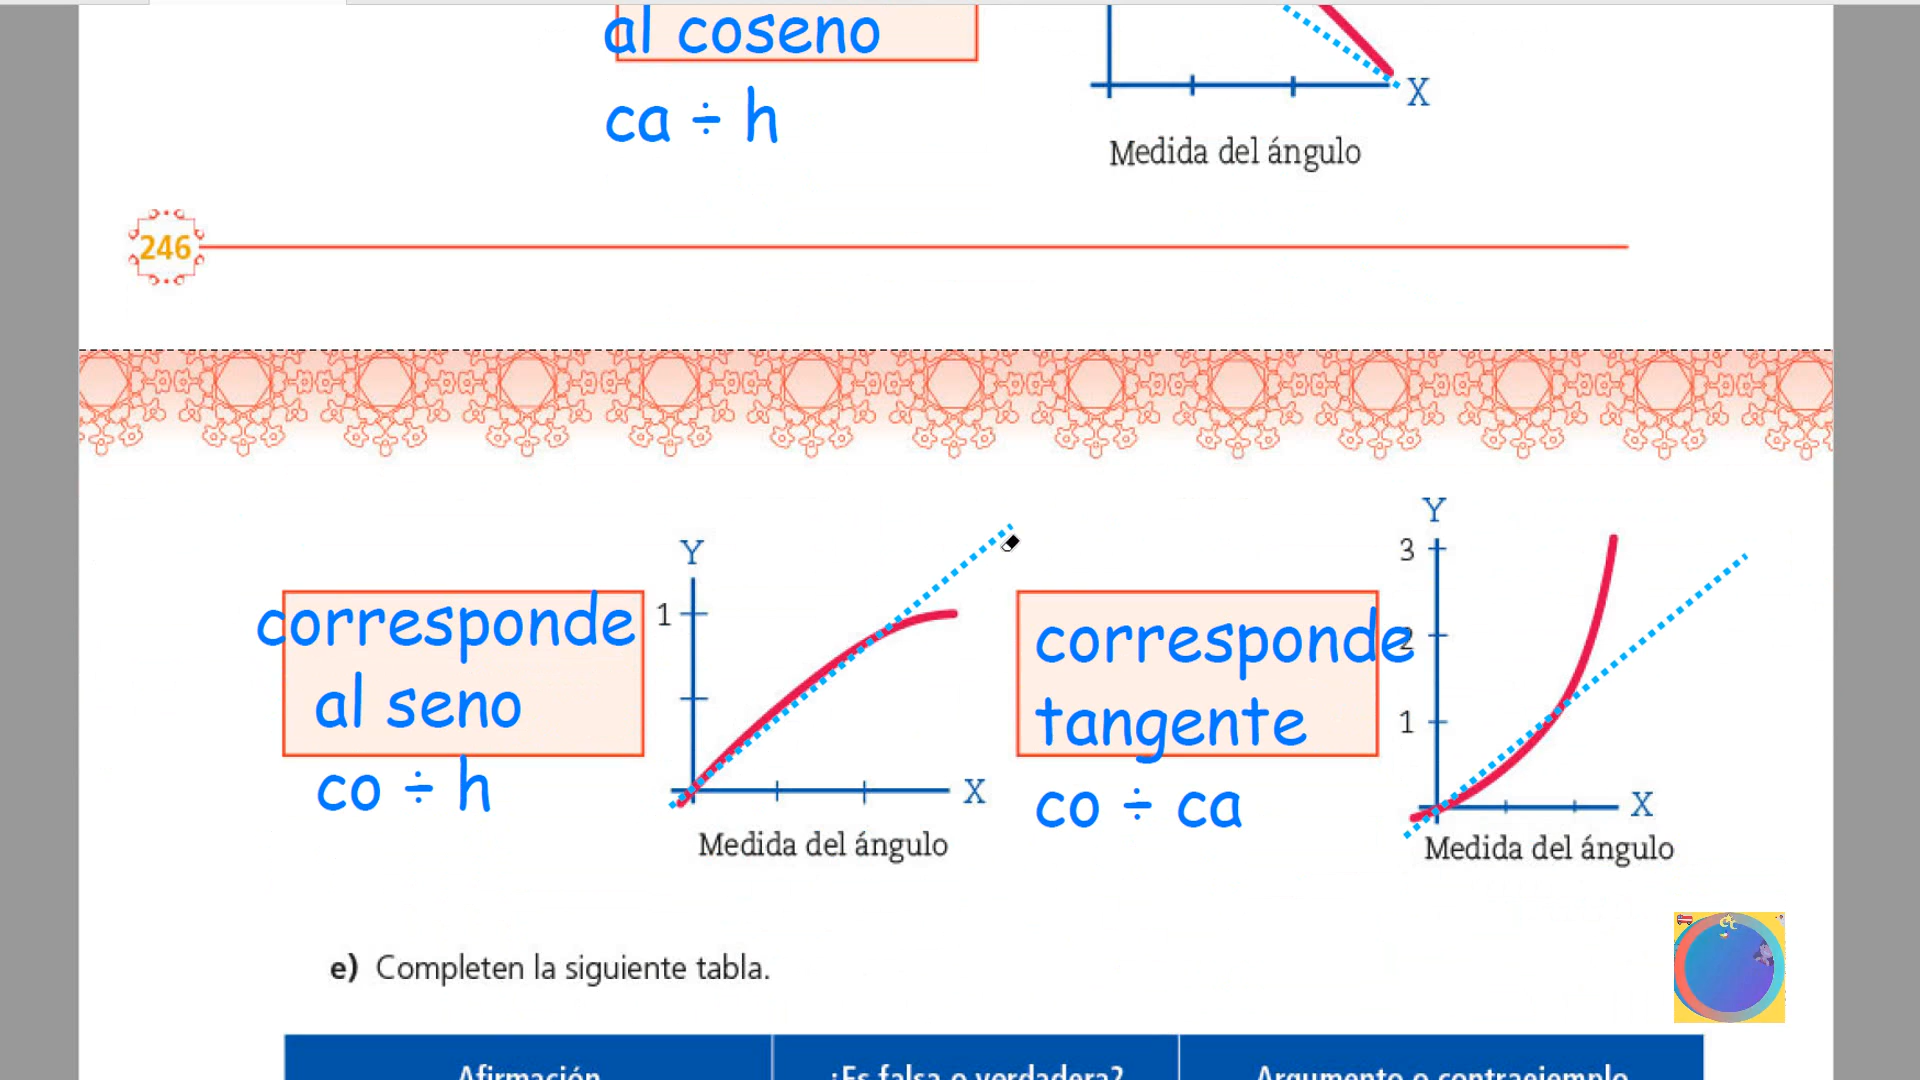 al coseno
ca ÷ h
X
Medida del ángulo
246
Y
1
X
Medida del ángulo
corresponde
al seno
co ÷ h
corresponde
tangente
co ÷ ca
Y
3
2
1
X
Medida del ángulo
e) Completen la siguiente tabla.
Afirmación
¿Es falsa o verdadera?
Argumento o contraejemplo